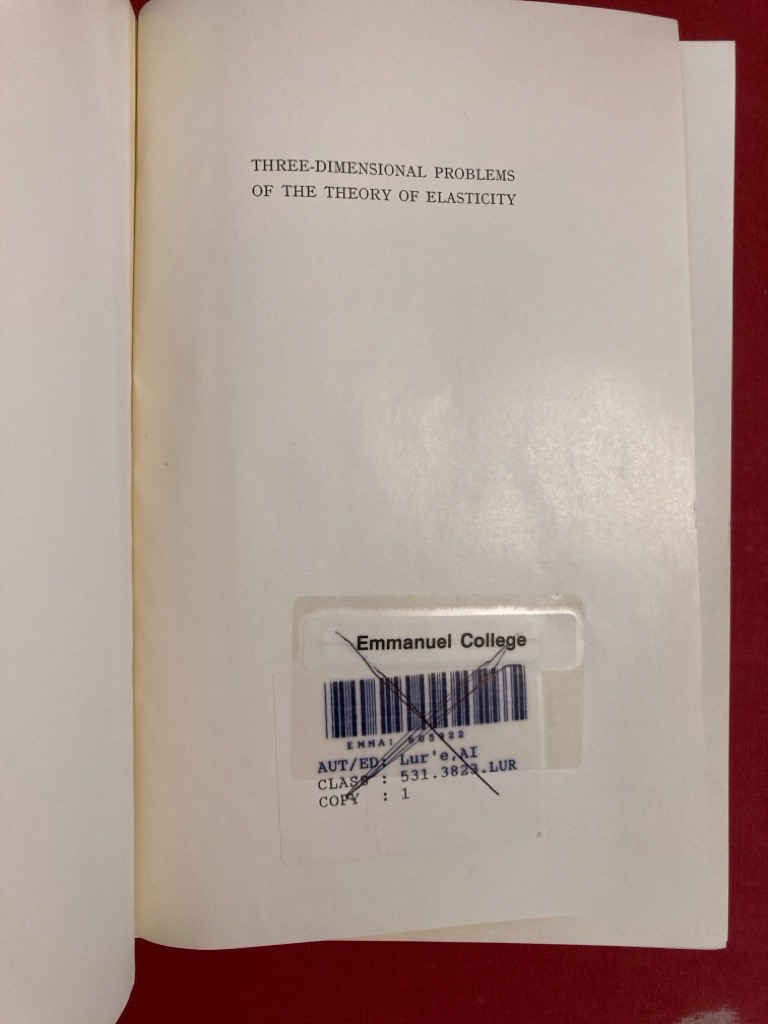 THREE-DIMENSIONAL PROBLEMS
OF THE THEORY OF ELASTICITY
Emmanuel College
EMMA:
AUT/ED: Lur'e,AI
CLASS : 531.3823.LUR
COPY : 1